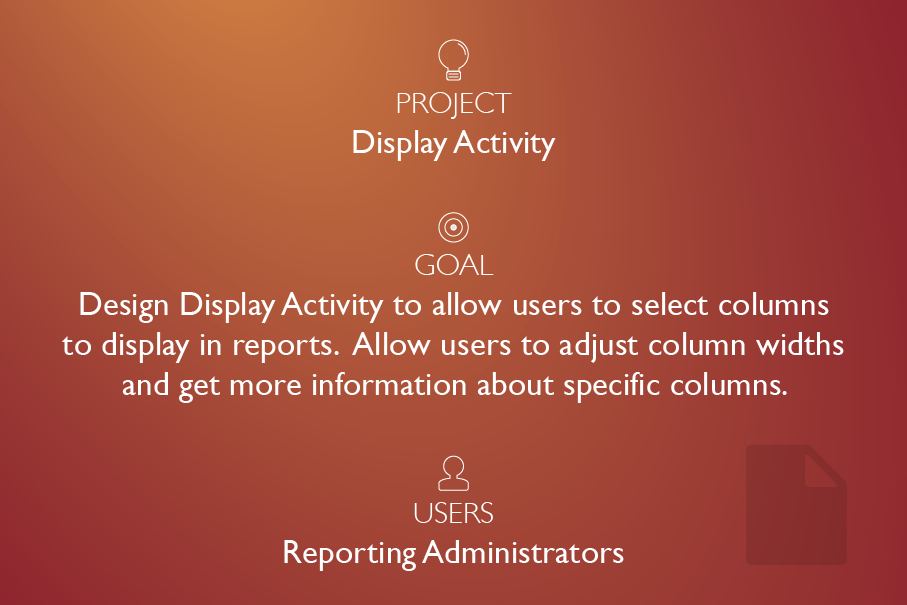 PROJECT
Display Activity
GOAL
Design Display Activity to allow users to select columns
to display in reports.  Allow users to adjust column widths
and get more information about specific columns.
USERS
Reporting Administrators